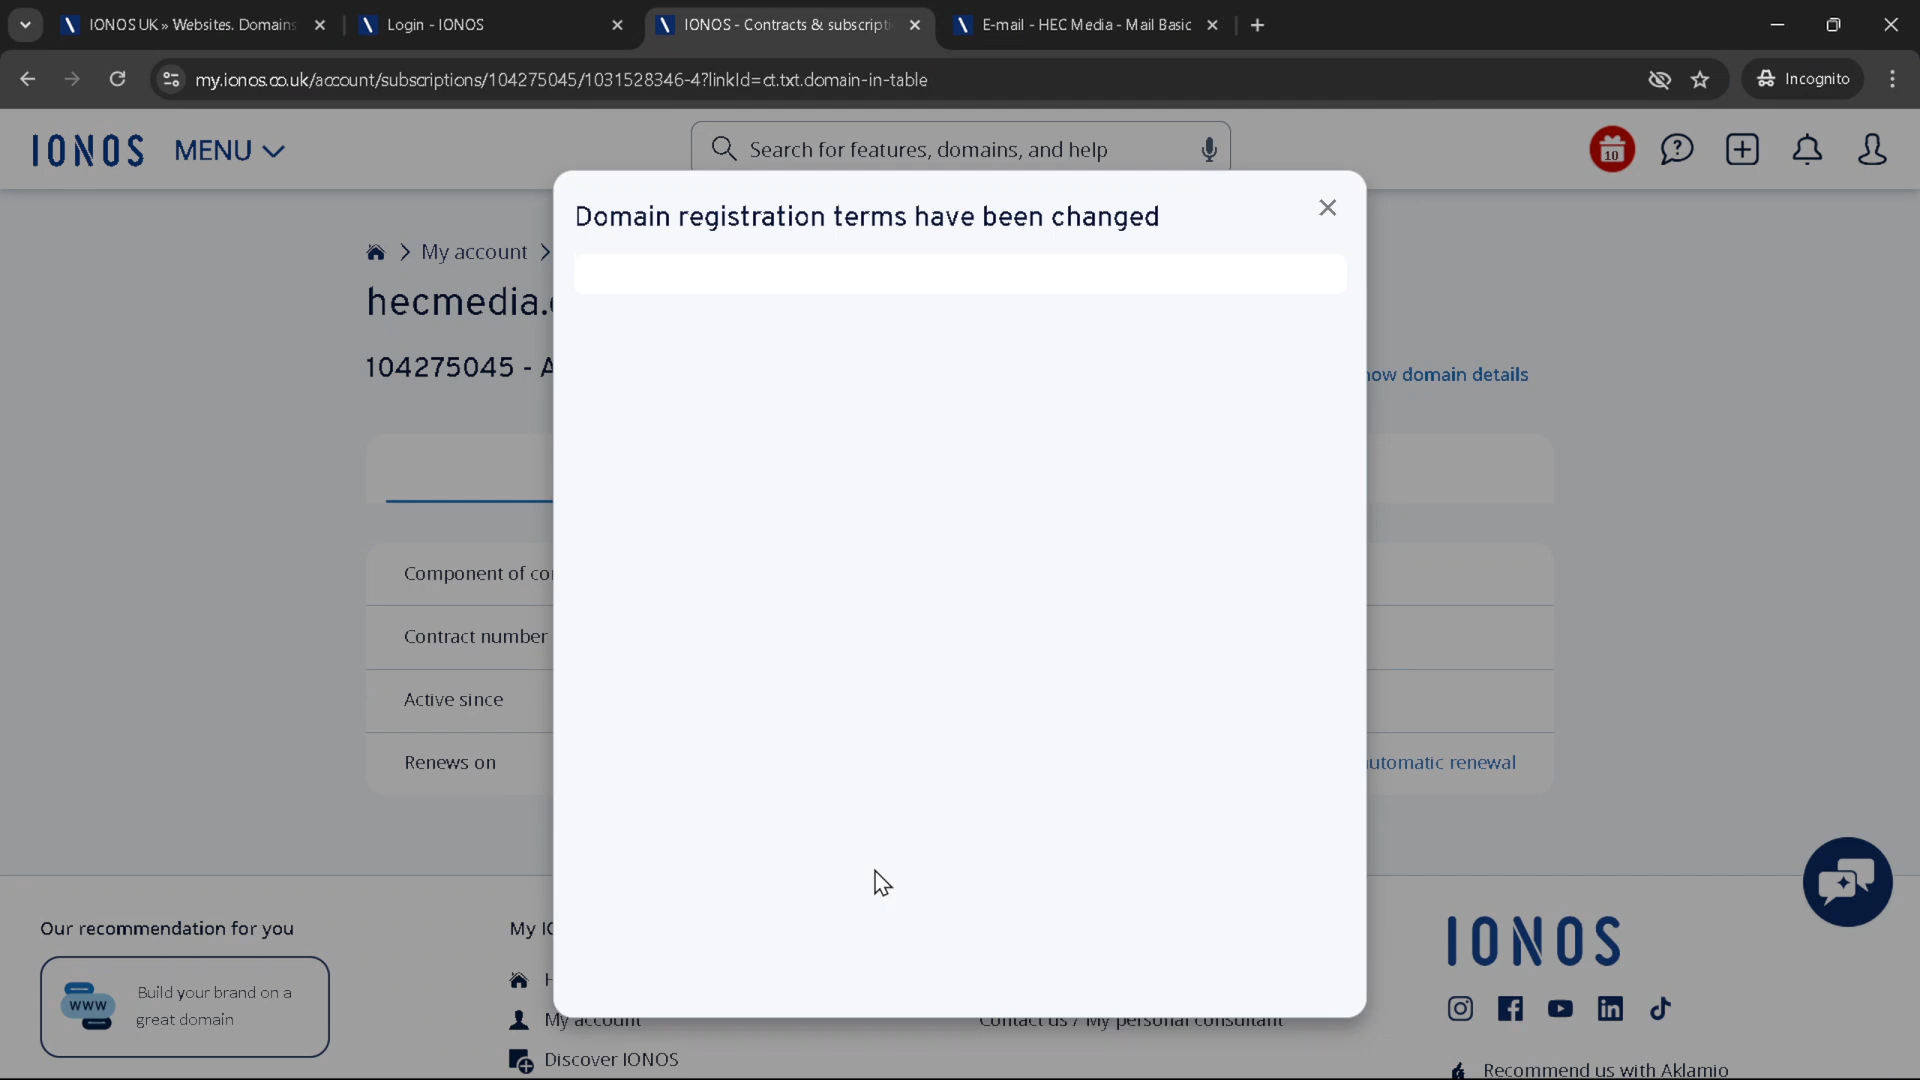 IONOS UK » Websites. Domains
Login - IONOS
IONOS - Contracts & subscripti
E-mail - HEC Media - Mail Basic
my.ionos.co.uk/account/subscriptions/104275045/1031528346-4?linkId=ct.txt.domain-in-table
Incognito
IONOS
MENU
Search for features, domains, and help
10
Domain registration terms have been changed
My account
hecmedia.
104275045 - A
how domain details
Component of co
Contract number
Active since
Renews on
automatic renewal
Our recommendation for you
www
Build your brand on a
great domain
My IO
H
My account
Discover IONOS
Contact us / My personal consultant
IONOS
Recommend us with Aklamio